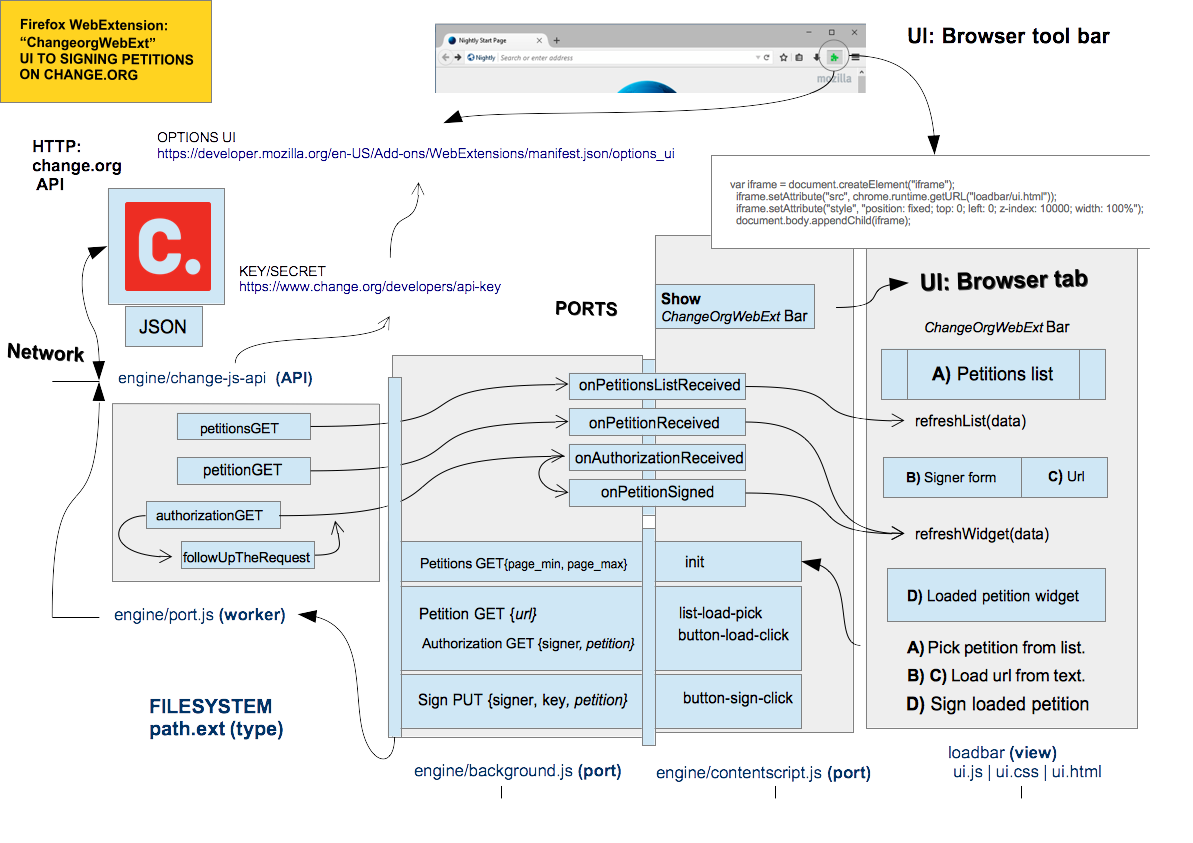 Firefox WebExtension:
“ChangeorgWebExt”
UI TO SIGNING PETITIONS
ON CHANGE.ORG
Nightly Start Page
Nightly
Search or enter address
mozilla
UI: Browser tool bar
OPTIONS UI
https://developer.mozilla.org/en-US/Add-ons/WebExtensions/manifest.json/options_ui
HTTP:
change.org
API
C.
JSON
var iframe = document.createElement("iframe");
iframe.setAttribute("src", chrome.runtime.getURL("loadbar/ui.html"));
iframe.setAttribute("style", "position: fixed; top: 0; left: 0; z-index: 10000; width: 100%");
document.body.appendChild(iframe);
KEY/SECRET
https://www.change.org/developers/api-key
PORTS
Show
ChangeOrgWebExt Bar
UI: Browser tab
ChangeOrgWebExt Bar
Network
engine/change-js-api (API)
petitionsGET
petitionGET
authorizationGET
followUpTheRequest
engine/port.js (worker)
onPetitionsListReceived
onPetitionReceived
onAuthorizationReceived
onPetitionSigned
A) Petitions list
refreshList(data)
B) Signer form
C) Url
refreshWidget(data)
D) Loaded petition widget
Petitions GET{page_min, page_max}
init
Petition GET {url}
Authorization GET {signer, petition}
list-load-pick
button-load-click
Sign PUT {signer, key, petition}
button-sign-click
A) Pick petition from list.
B) C) Load url from text.
D) Sign loaded petition
FILESYSTEM
path.ext (type)
engine/background.js (port)
engine/contentscript.js (port)
loadbar (view)
ui.js | ui.css | ui.html